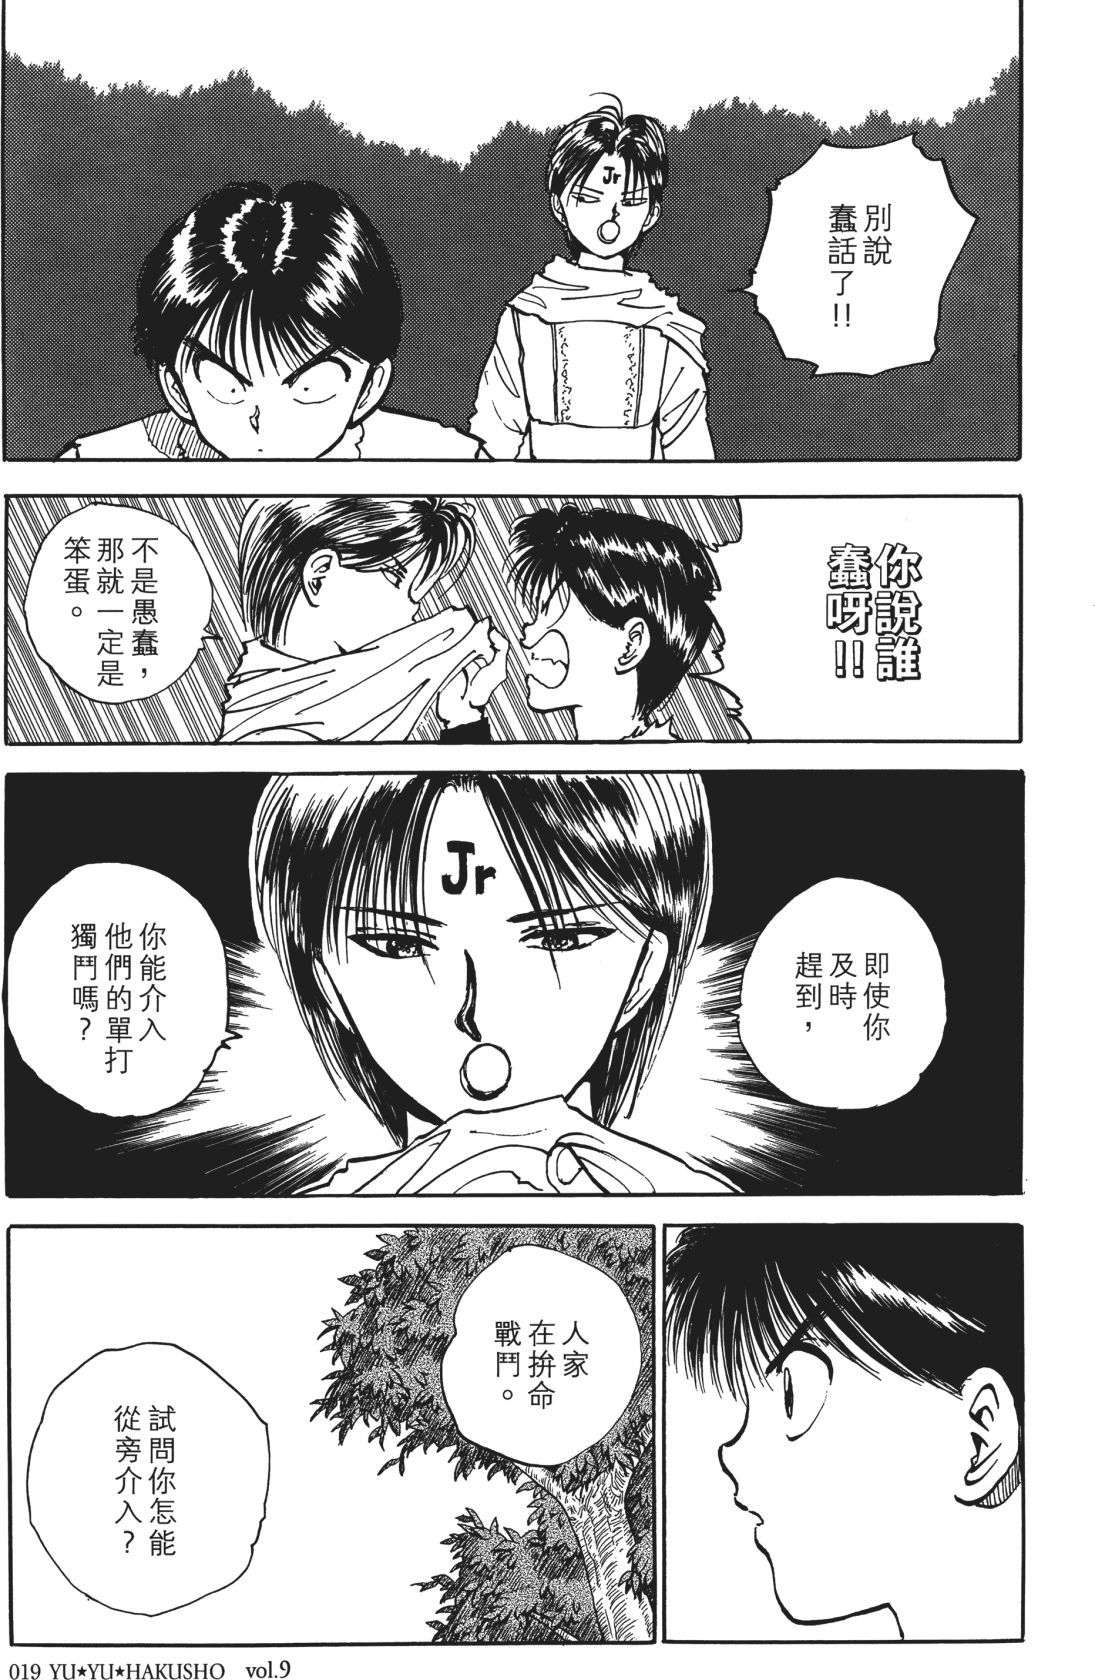 別說
蠢話了!!
Jr
你說誰
蠢呀!!
不是愚蠢，
那就一定是
笨蛋。
Jr
即使你
及時
趕到，
你能介入
他們的單打
獨鬥嗎？
人家
在拚命
戰鬥。
試問你怎能
從旁介入？
019 YU★YU★HAKUSHO vol.9